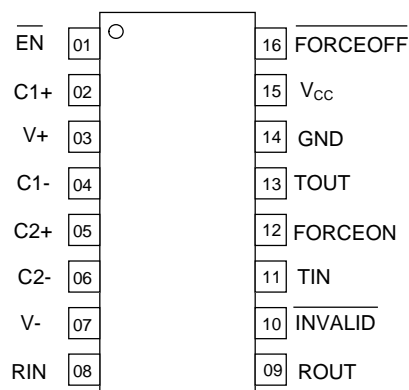 EN 01 16 FORCEOFF
C1+ 02 15 VCC
V+ 03 14 GND
C1- 04 13 TOUT
C2+ 05 12 FORCEON
C2- 06 11 TIN
V- 07 10 INVALID
RIN 08 09 ROUT